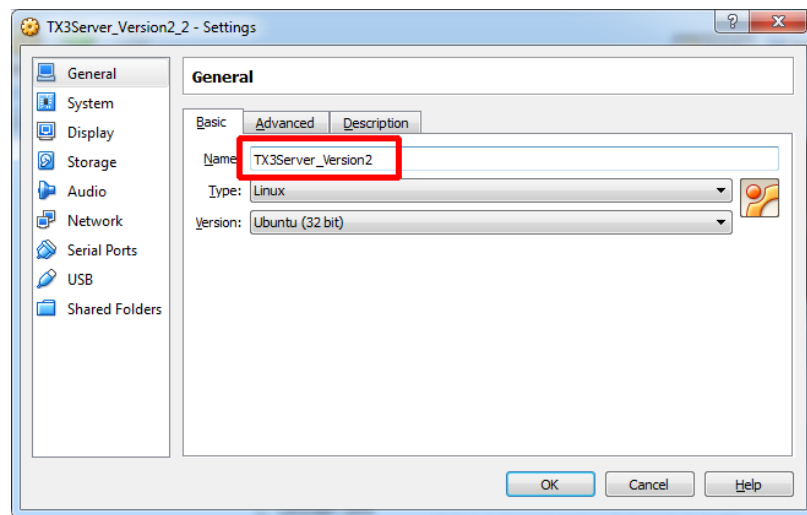 TX3Server_Version2_2 - Settings
General
System
Display
Storage
Audio
Network
Serial Ports
USB
Shared Folders
General
Basic Advanced Description
Name TX3Server_Version2
Type: Linux
Version: Ubuntu (32 bit)
OK Cancel Help